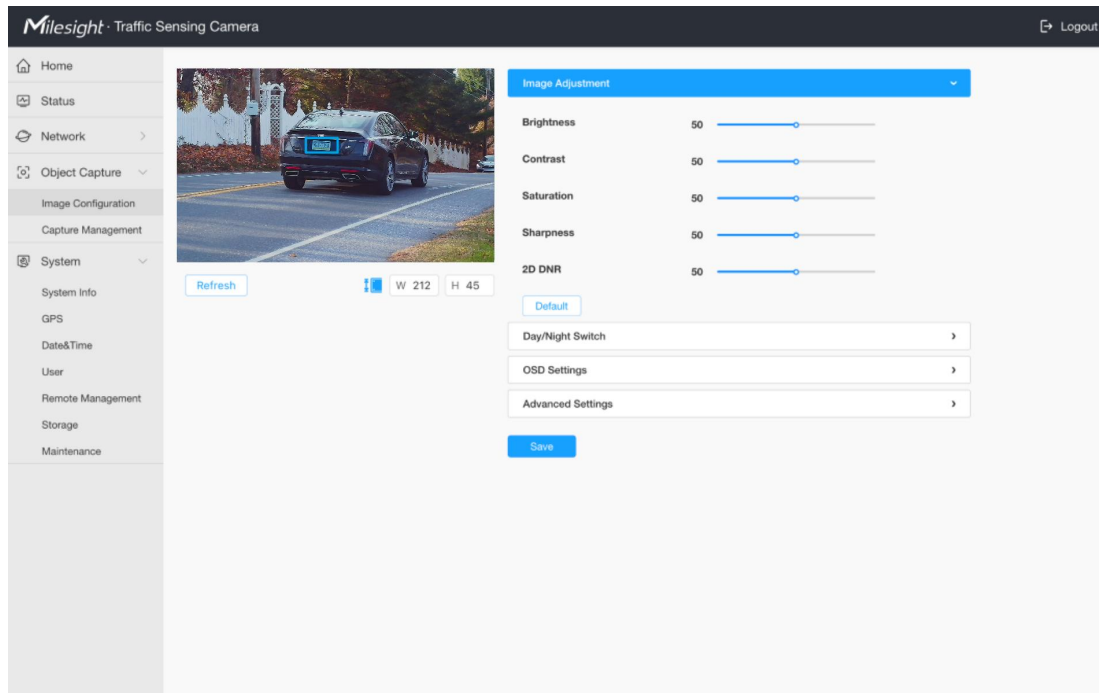 Milesight · Traffic Sensing Camera
Logout
Home
Status
Network
Object Capture
Image Configuration
Capture Management
System
System Info
GPS
Date&Time
User
Remote Management
Storage
Maintenance
Refresh
W 212 H 45
Image Adjustment
Brightness 50
Contrast 50
Saturation 50
Sharpness 50
2D DNR 50
Default
Day/Night Switch
OSD Settings
Advanced Settings
Save